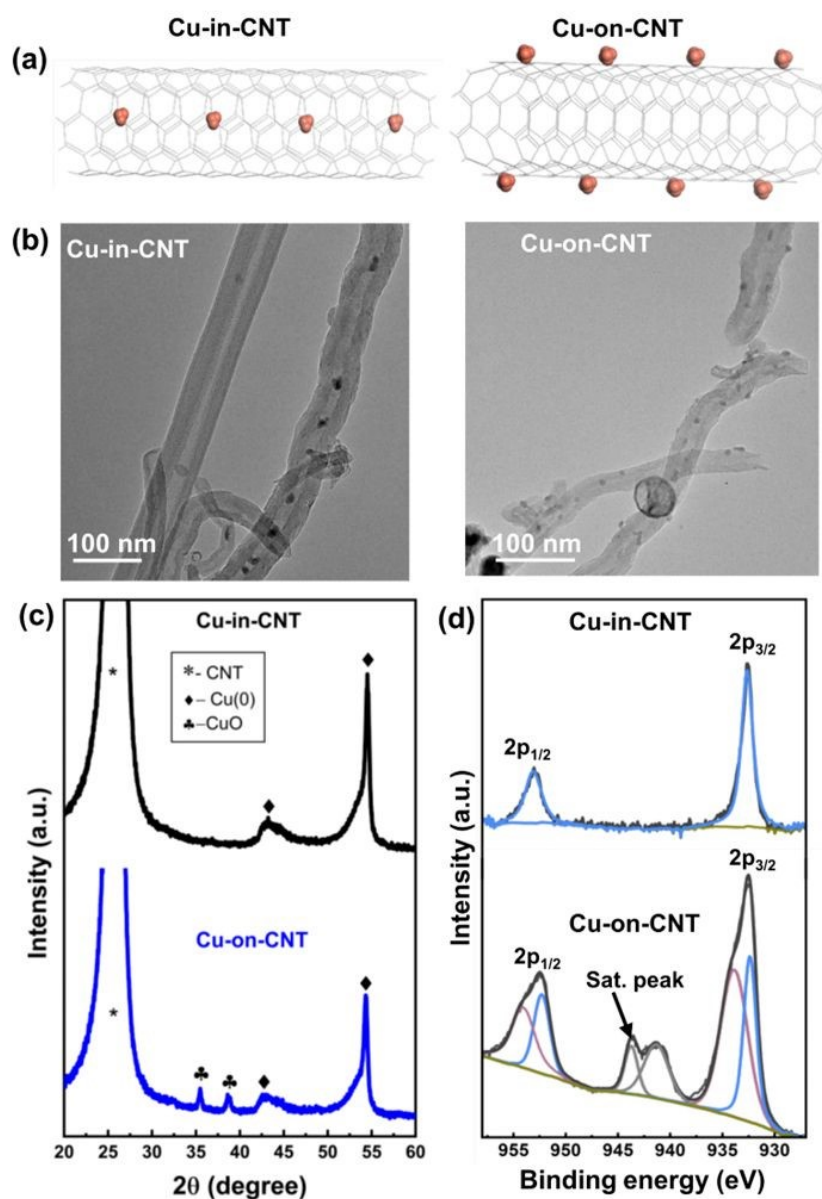 Cu-in-CNT
Cu-on-CNT
(a)
(b)
Cu-in-CNT
Cu-on-CNT
100 nm
100 nm
(c)
Cu-in-CNT
*- CNT
♦– Cu(0)
♣–CuO
♦
♦
*
Cu-on-CNT
♦
♣ ♣ ♦
*
Intensity (a.u.)
20 25 30 35 40 45 50 55 60
2θ (degree)
(d)
Cu-in-CNT
2p3/2
2p1/2
2p3/2
Cu-on-CNT
2p1/2
Sat. peak
Intensity (a.u.)
955 950 945 940 935 930
Binding energy (eV)